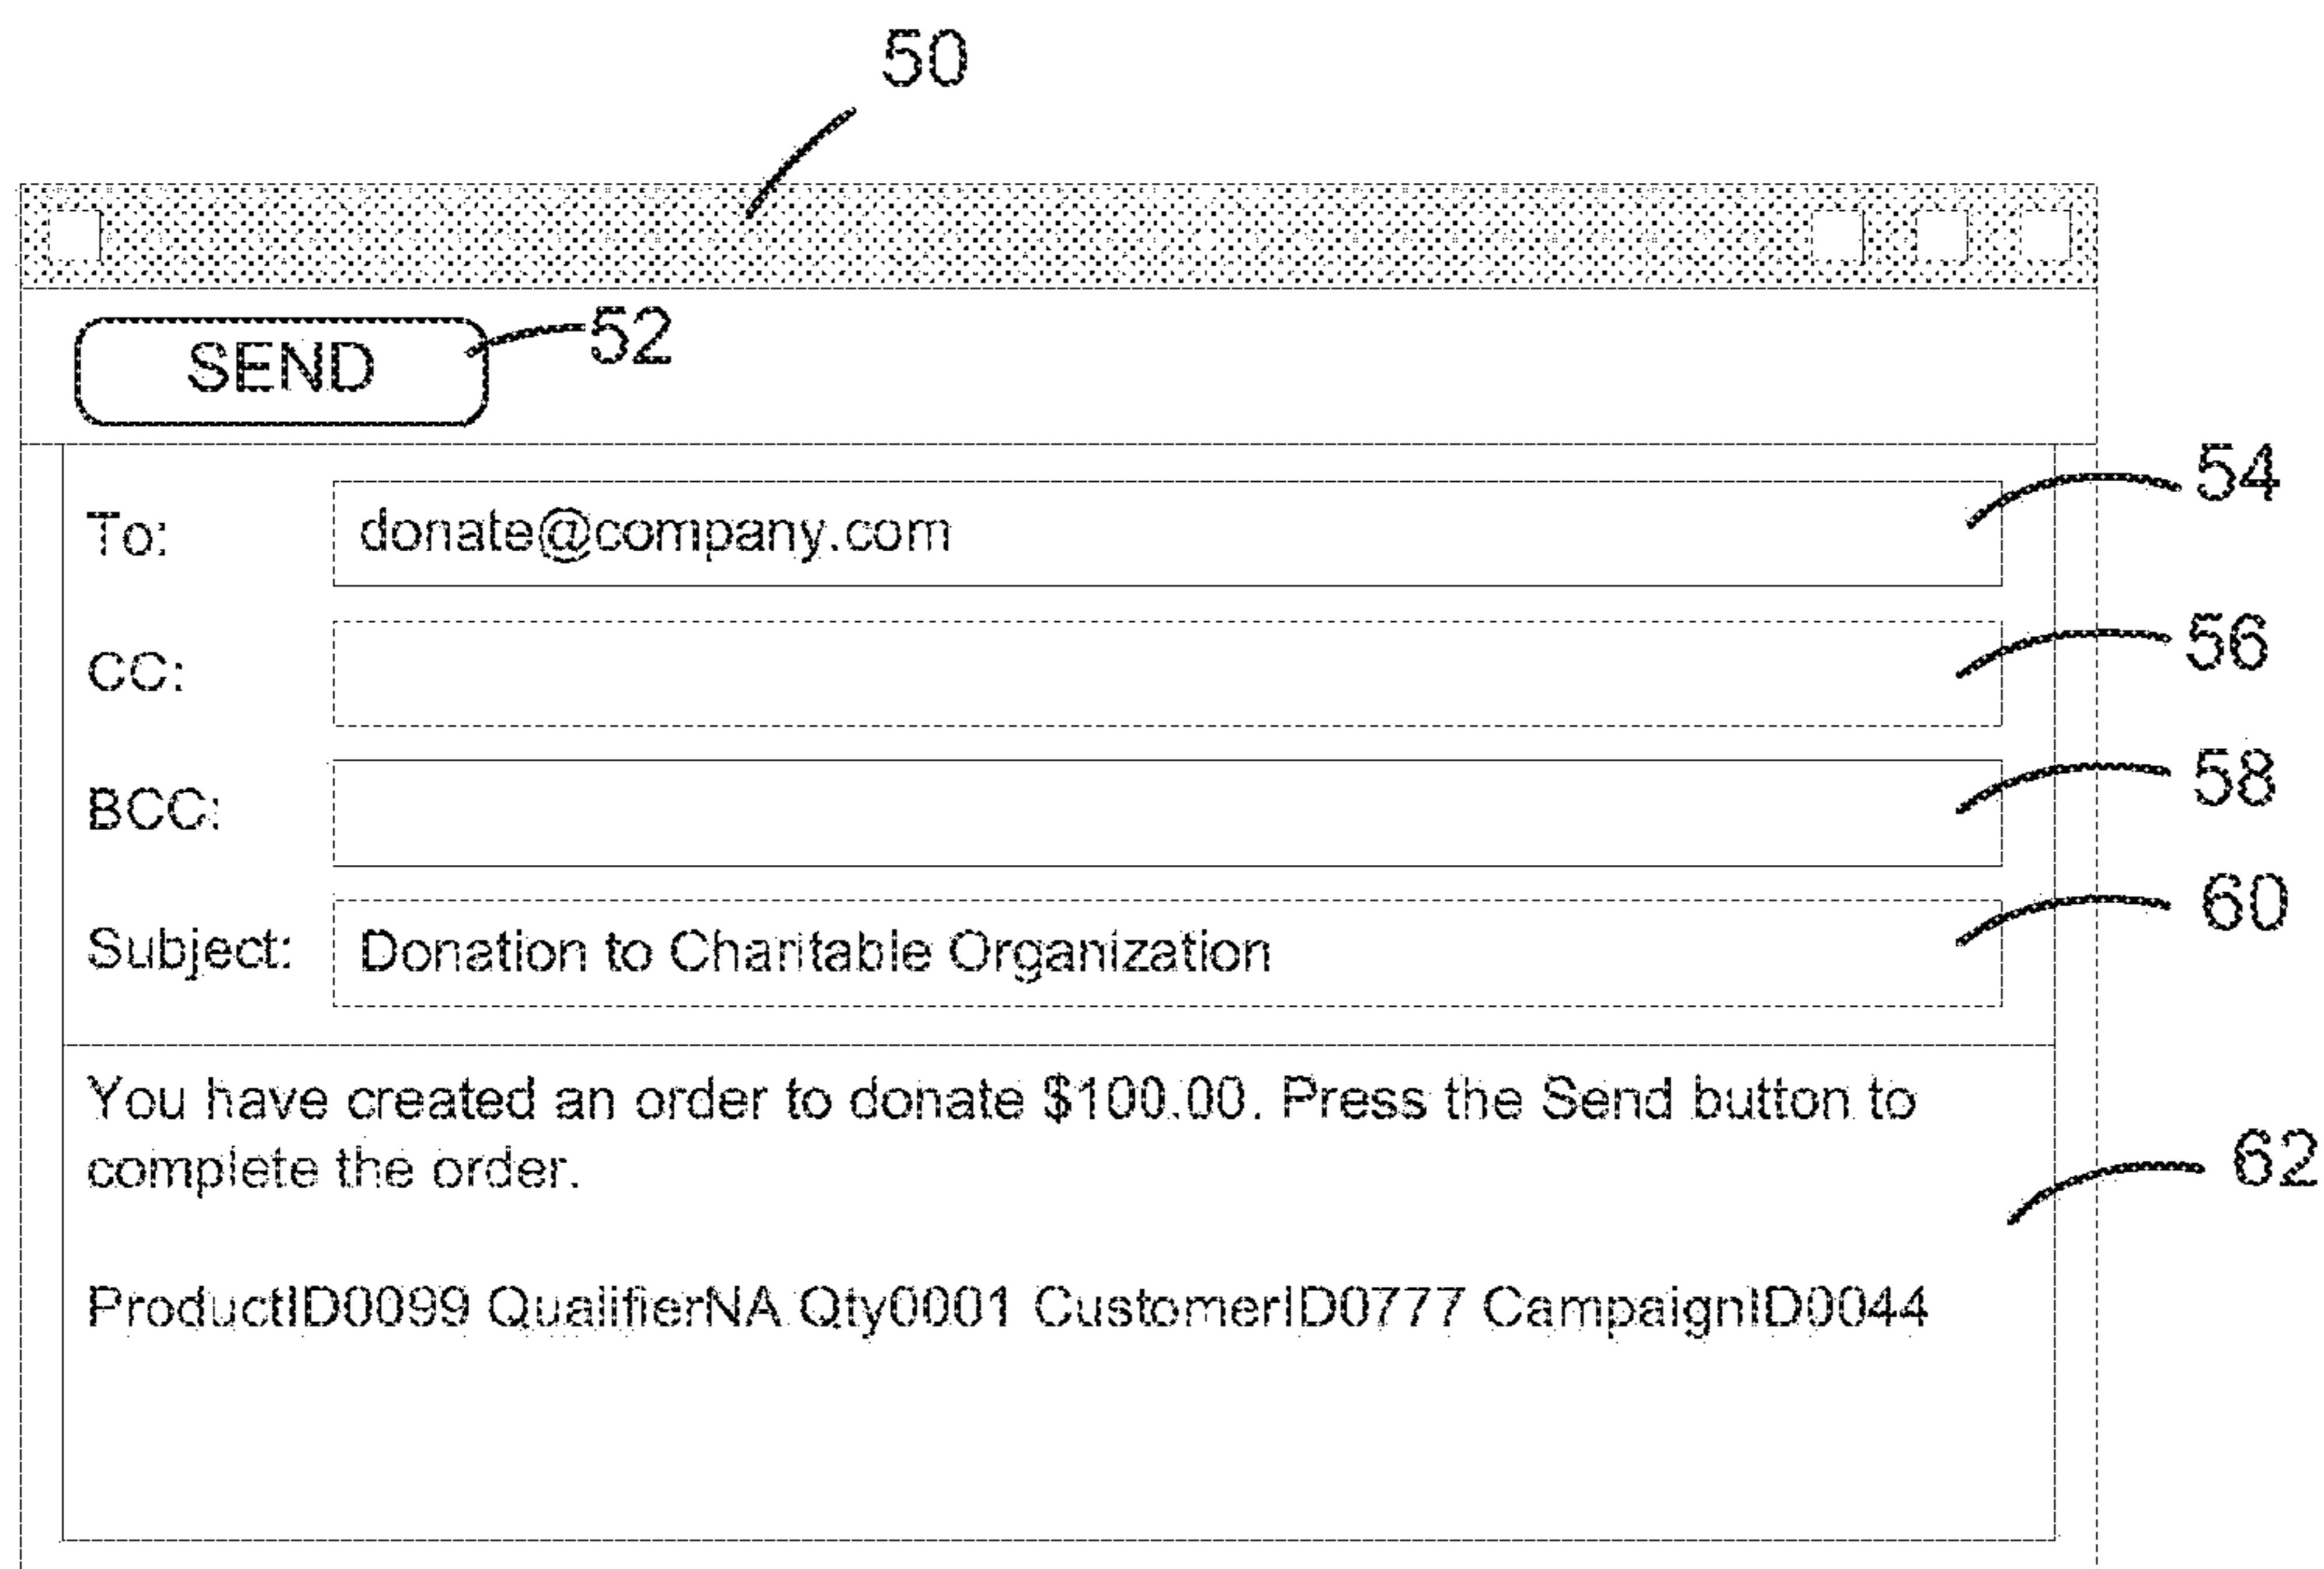 50
SEND 52
To: donate@company.com 54
CC: 56
BCC: 58
Subject: Donation to Charitable Organization 60
You have created an order to donate $100.00. Press the Send button to
complete the order.
62
ProductID0099 QualifierNA Qty0001 CustomerID0777 CampaignID0044